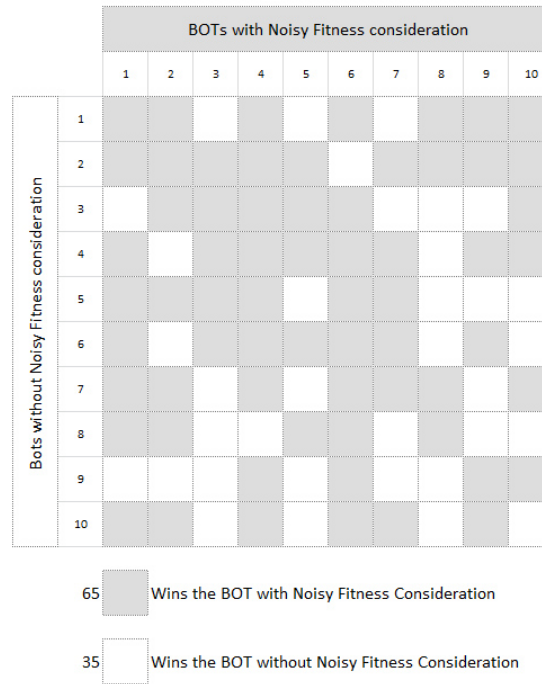 BOTs with Noisy Fitness consideration
1 2 3 4 5 6 7 8 9 10
Bots without Noisy Fitness consideration
1
2
3
4
5
6
7
8
9
10
65 Wins the BOT with Noisy Fitness Consideration
35 Wins the BOT without Noisy Fitness Consideration